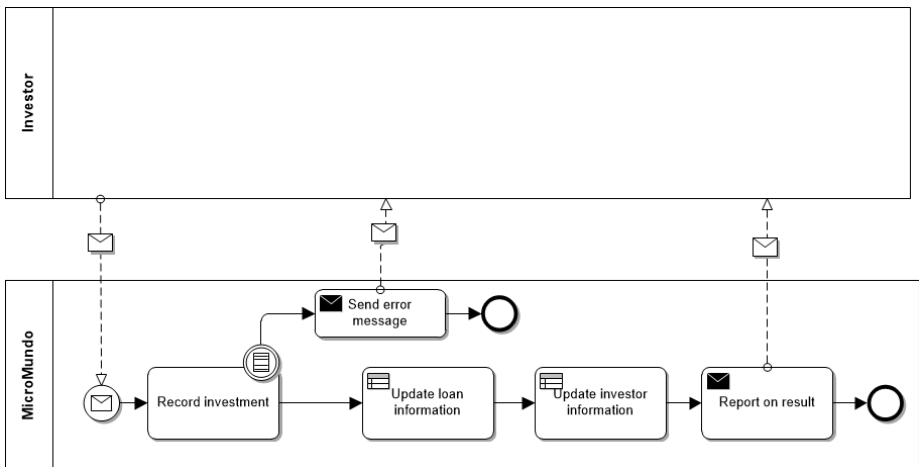 Investor
MicroMundo
Send error
message
Record investment
Update loan
information
Update investor
information
Report on result